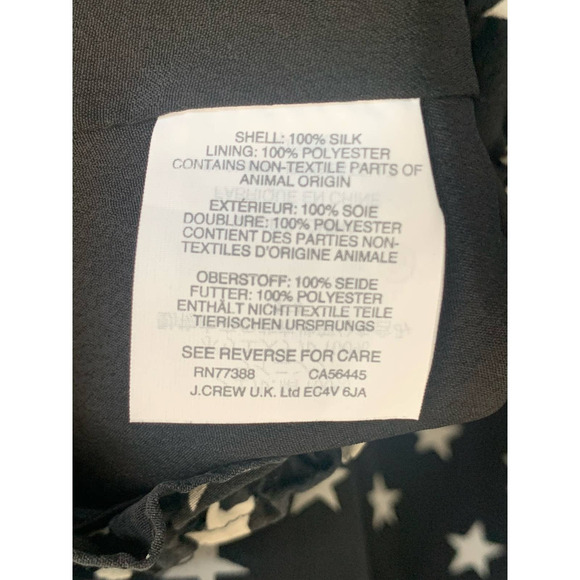 SHELL: 100% SILK
LINING: 100% POLYESTER
CONTAINS NON-TEXTILE PARTS OF
ANIMAL ORIGIN
EXTERIEUR: 100% SOIE
DOUBLURE: 100% POLYESTER
CONTIENT DES PARTIES NON-
TEXTILES D'ORIGINE ANIMALE
OBERSTOFF: 100% SEIDE
FUTTER: 100% POLYESTER
ENTHÄLT NICHTTEXTILE TEILE
TIERISCHEN URSPRUNGS
SEE REVERSE FOR CARE
RN77388 CA56445
J.CREW U.K. Ltd EC4V 6JA